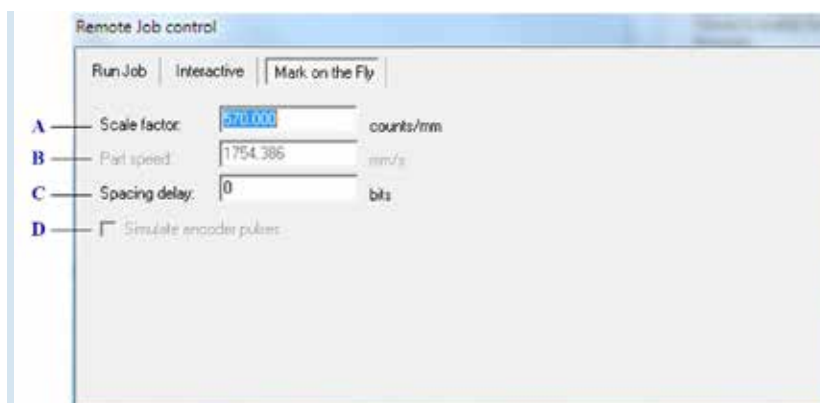 Remote Job control
Run Job Interactive Mark on the Fly
A Scale factor: 570.000 counts/mm
B Part speed: 1754.386 mm/s
C Spacing delay: 0 bits
D Simulate encoder pulses